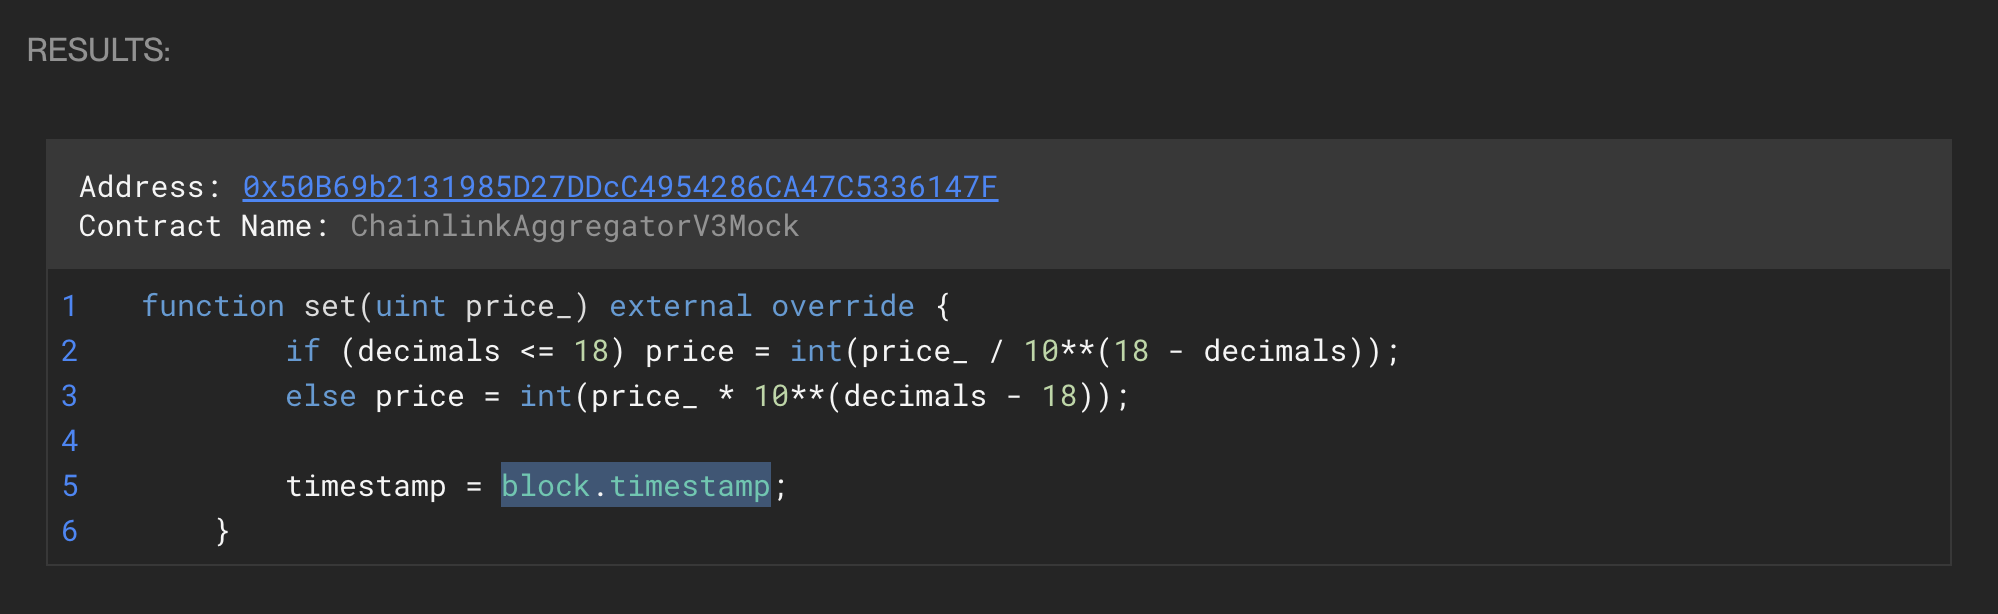 RESULTS:
Address: 0x50B69b2131985D27DDcC4954286CA47C5336147F
Contract Name: ChainlinkAggregatorV3Mock
1 function set(uint price_) external override {
2 if (decimals <= 18) price = int(price_ / 10**(18 - decimals));
3 else price = int(price_ * 10**(decimals - 18));
4
5 timestamp = block.timestamp;
6 }